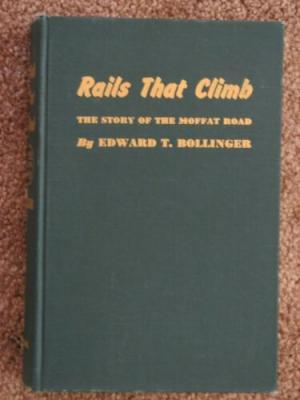 Rails That Climb
THE STORY OF THE MOFFAT ROAD
By EDWARD T. BOLLINGER